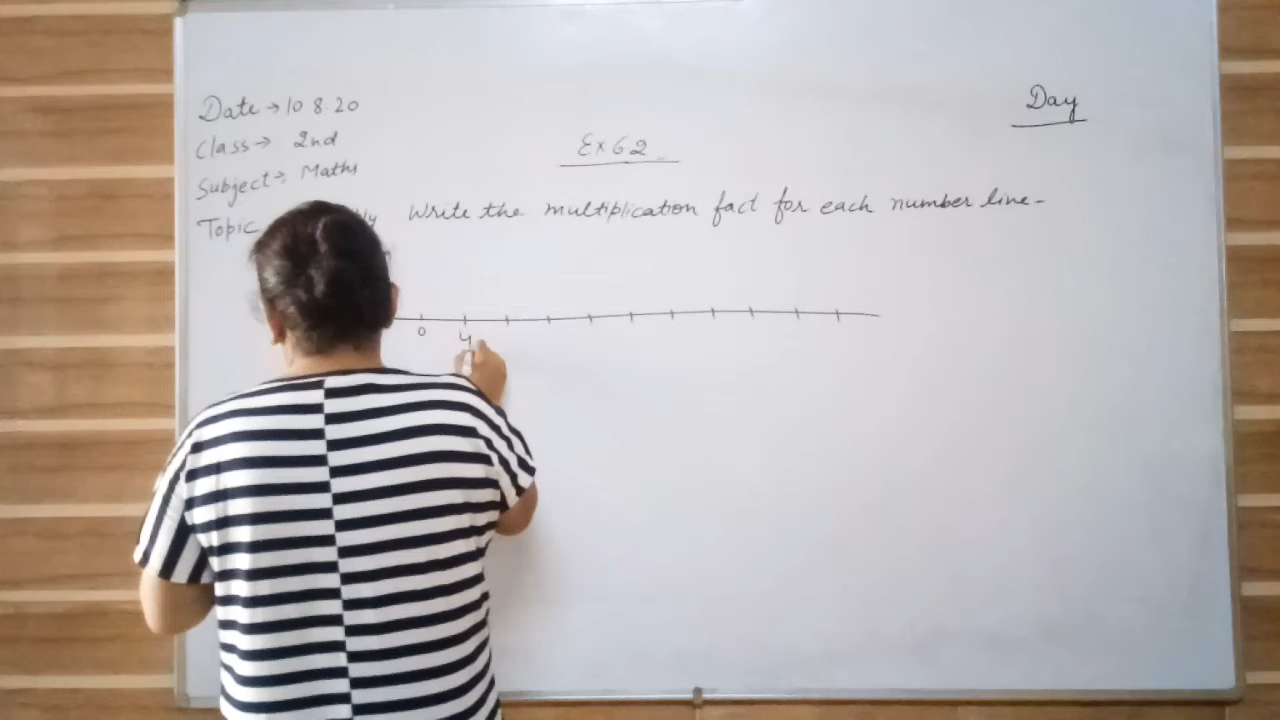 Date → 10 8.20
Day
Class → 2nd
Ex 6 2
Subject → Maths
Topic
Write the multiplication fact for each number line-
0 4